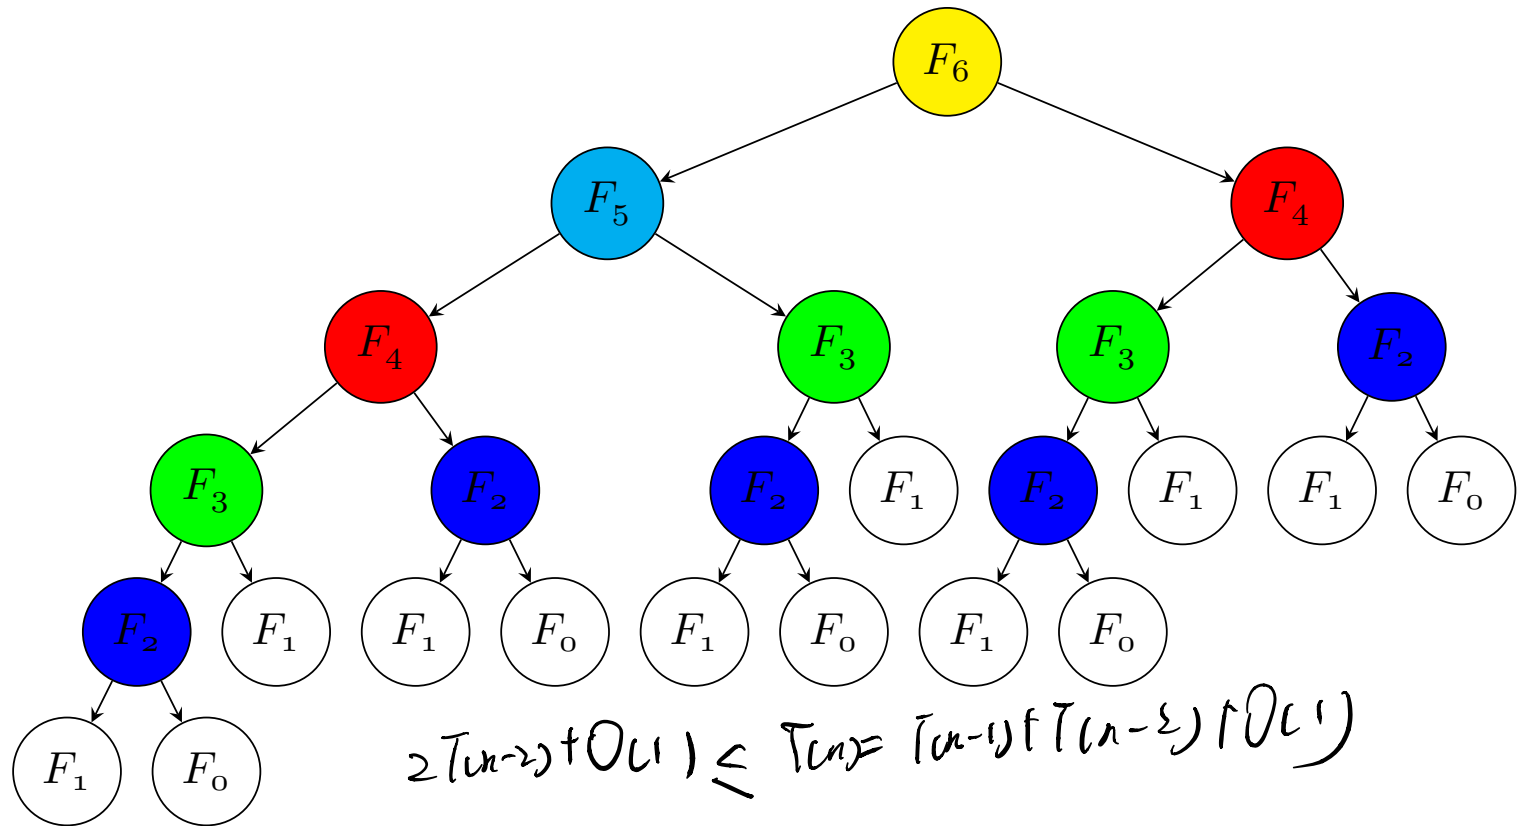 F₆
F₅ F₄
F₄ F₃ F₃ F₂
F₃ F₂ F₂ F₁ F₂ F₁ F₁ F₀
F₂ F₁ F₁ F₀ F₁ F₀ F₁ F₀
F₁ F₀
2T(n-2)+O(1) ≤ T(n)= T(n-1)+T(n-2)+O(1)